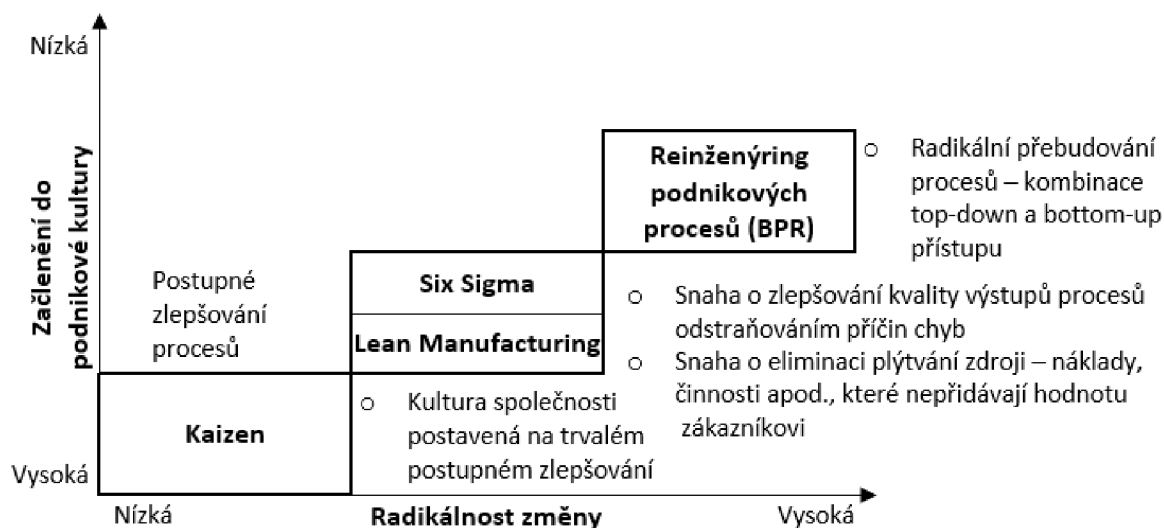 Nízká
Začlenění do
podnikové kultury
Vysoká
Reinženýring
podnikových
procesů (BPR)
o Radikální přebudování
procesů – kombinace
top-down a bottom-up
přístupu
Postupné
zlepšování
procesů
Six Sigma
Lean Manufacturing
o Snaha o zlepšování kvality výstupů procesů
odstraňováním příčin chyb
o Snaha o eliminaci plýtvání zdroji – náklady,
činnosti apod., které nepřidávají hodnotu
zákazníkovi
Kaizen
o Kultura společnosti
postavená na trvalém
postupném zlepšování
Nízká
Radikálnost změny
Vysoká